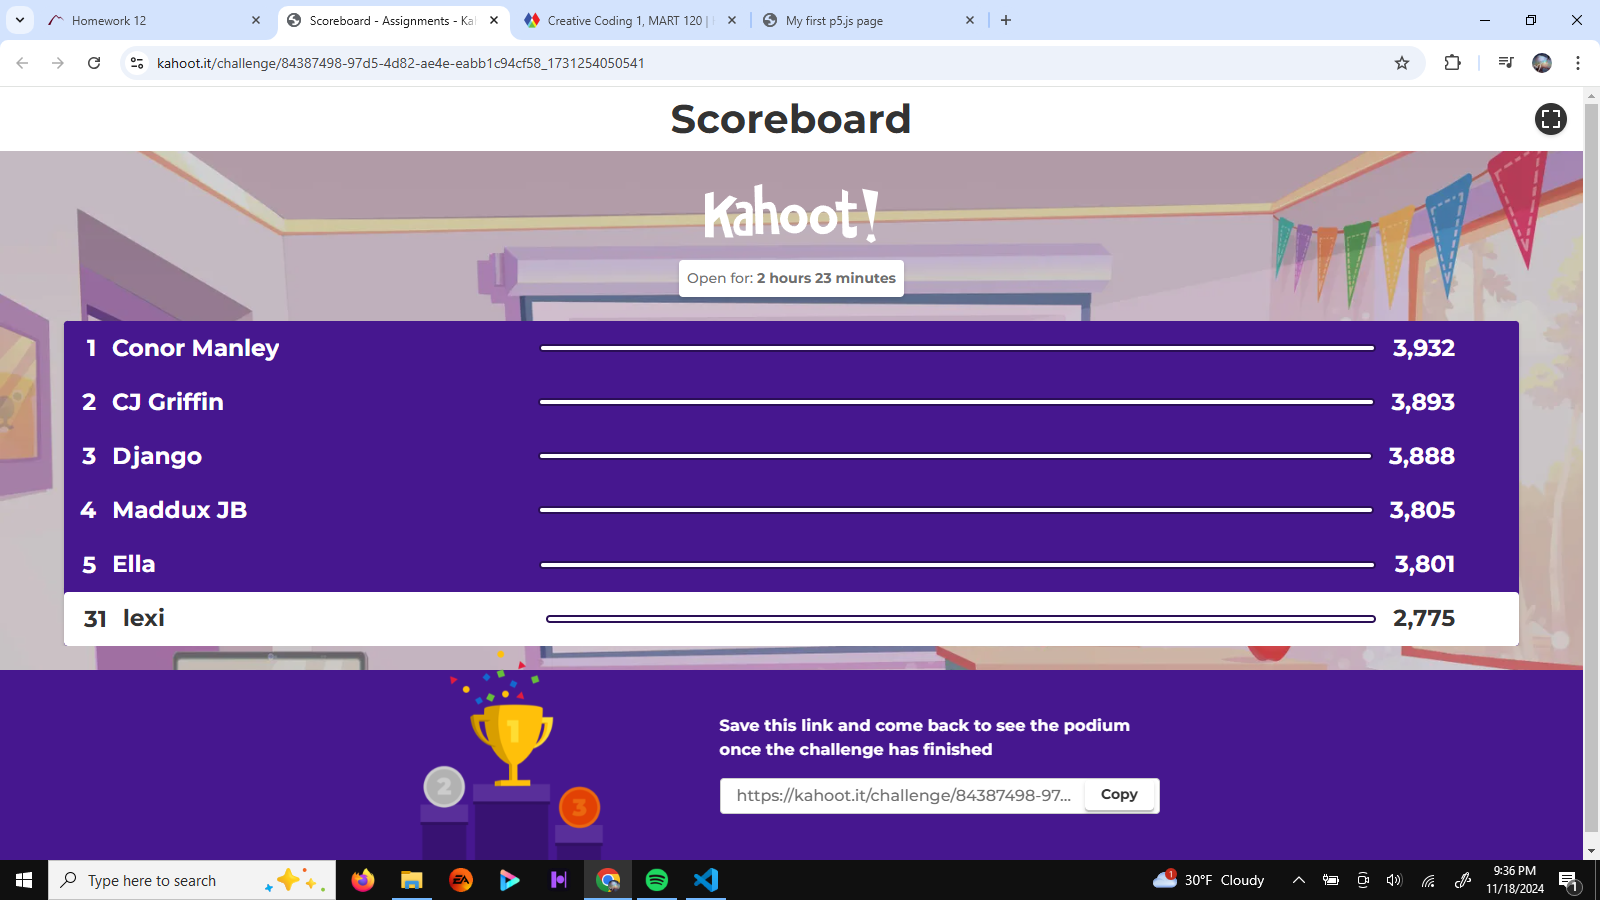 Homework 12
Scoreboard - Assignments - Kal
Creative Coding 1, MART 120 |
My first p5.js page
kahoot.it/challenge/84387498-97d5-4d82-ae4e-eabb1c94cf58_1731254050541
Scoreboard
Kahoot!
Open for: 2 hours 23 minutes
1 Conor Manley 3,932
2 CJ Griffin 3,893
3 Django 3,888
4 Maddux JB 3,805
5 Ella 3,801
31 lexi 2,775
1
2
3
Save this link and come back to see the podium
once the challenge has finished
https://kahoot.it/challenge/84387498-97... Copy
Type here to search
EA
1
30°F Cloudy
9:36 PM
11/18/2024
1